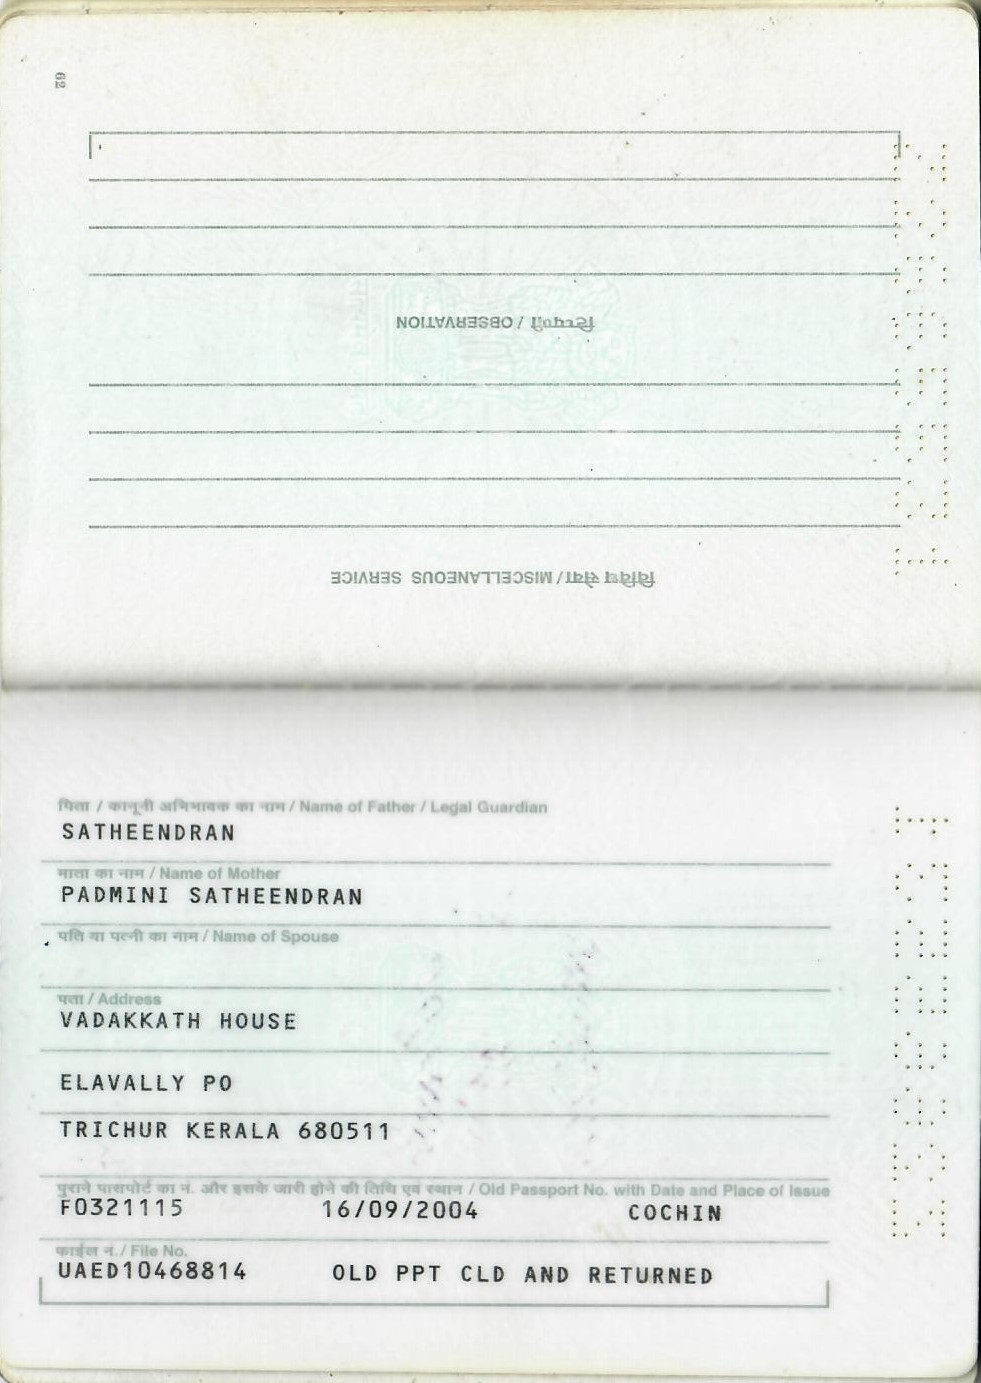 62
टिप्पणी / OBSERVATION
विविध सेवा / MISCELLANEOUS SERVICE
पिता / कानूनी अभिभावक का नाम / Name of Father / Legal Guardian
SATHEENDRAN
माता का नाम / Name of Mother
PADMINI SATHEENDRAN
पति या पत्नी का नाम / Name of Spouse
पता / Address
VADAKKATH HOUSE
ELAVALLY PO
TRICHUR KERALA 680511
पुराने पासपोर्ट का नं. और इसके जारी होने की तिथि एवं स्थान / Old Passport No. with Date and Place of Issue
F0321115 16/09/2004 COCHIN
फाईल नं. / File No.
UAED10468814 OLD PPT CLD AND RETURNED